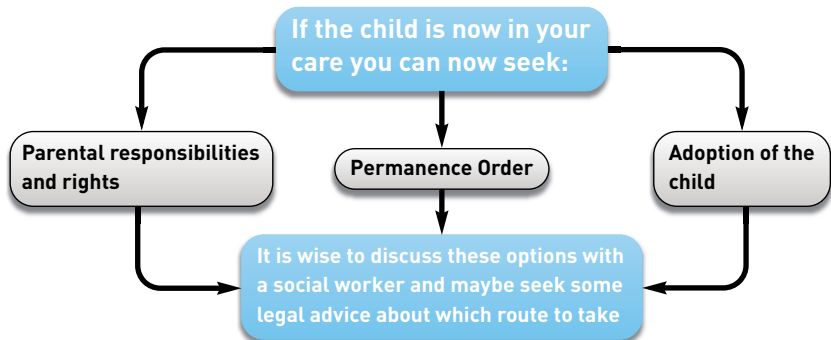 If the child is now in your
care you can now seek:
Parental responsibilities
and rights
Permanence Order
Adoption of the
child
It is wise to discuss these options with
a social worker and maybe seek some
legal advice about which route to take